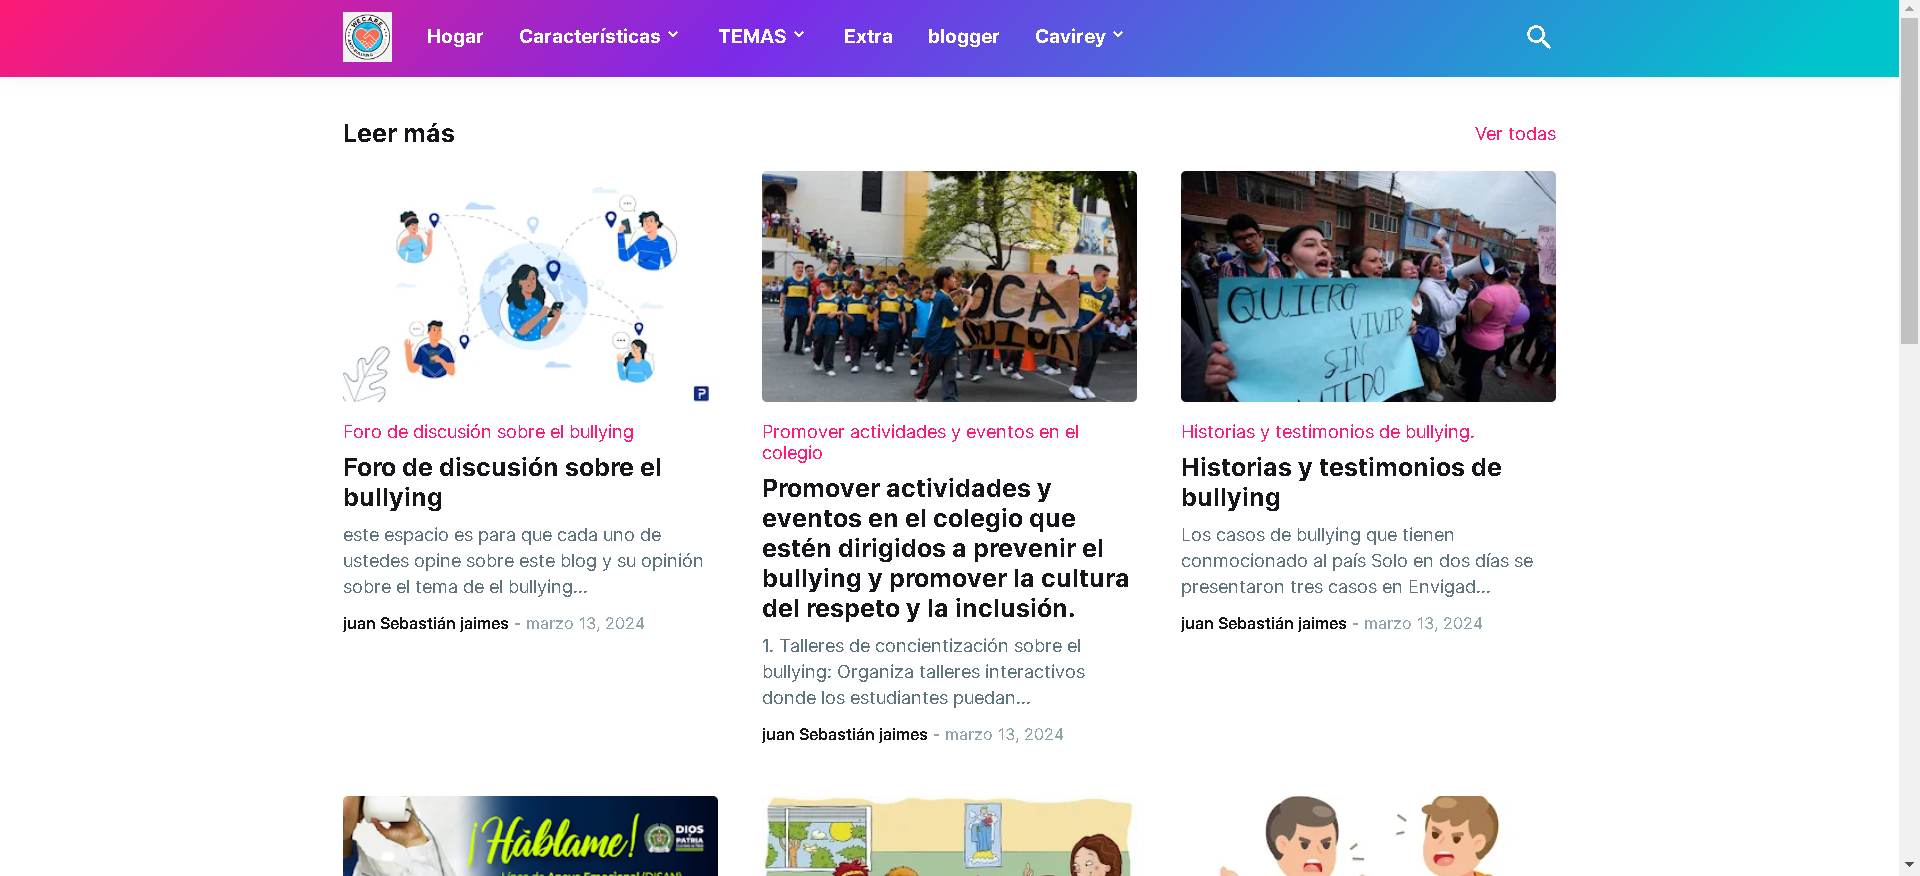 Hogar
Características
TEMAS
Extra
blogger
Cavirey
Leer más
Ver todas
OCA
QUIERO
VIVIR
SIN
MIEDO
P
Foro de discusión sobre el bullying
Foro de discusión sobre el
bullying
este espacio es para que cada uno de
ustedes opine sobre este blog y su opinión
sobre el tema de el bullying...
juan Sebastián jaimes - marzo 13, 2024
Promover actividades y eventos en el
colegio
Promover actividades y
eventos en el colegio que
estén dirigidos a prevenir el
bullying y promover la cultura
del respeto y la inclusión.
1. Talleres de concientización sobre el
bullying: Organiza talleres interactivos
donde los estudiantes puedan...
juan Sebastián jaimes - marzo 13, 2024
Historias y testimonios de bullying.
Historias y testimonios de
bullying
Los casos de bullying que tienen
conmocionado al país Solo en dos días se
presentaron tres casos en Envigad...
juan Sebastián jaimes - marzo 13, 2024
¡Hàblame!
DIOS
PATRIA
Línea de Apoyo Emocional (DISAN)